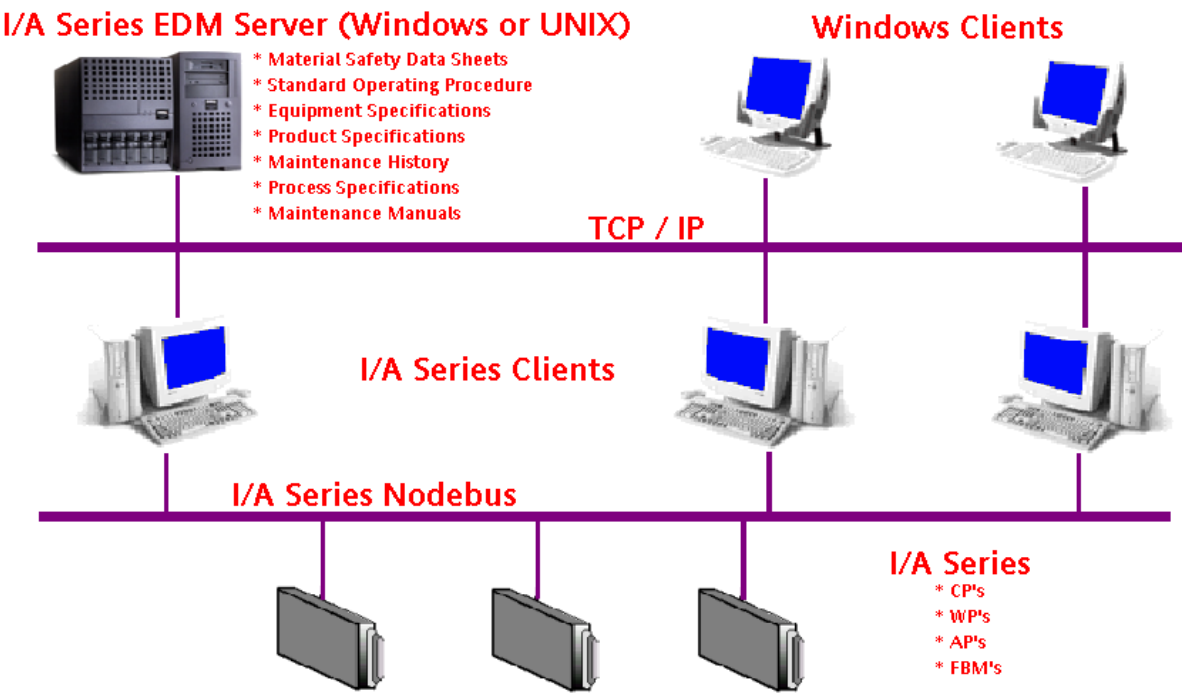 I/A Series EDM Server (Windows or UNIX)
* Material Safety Data Sheets
* Standard Operating Procedure
* Equipment Specifications
* Product Specifications
* Maintenance History
* Process Specifications
* Maintenance Manuals
Windows Clients
TCP / IP
I/A Series Clients
I/A Series Nodebus
I/A Series
* CP's
* WP's
* AP's
* FBM's